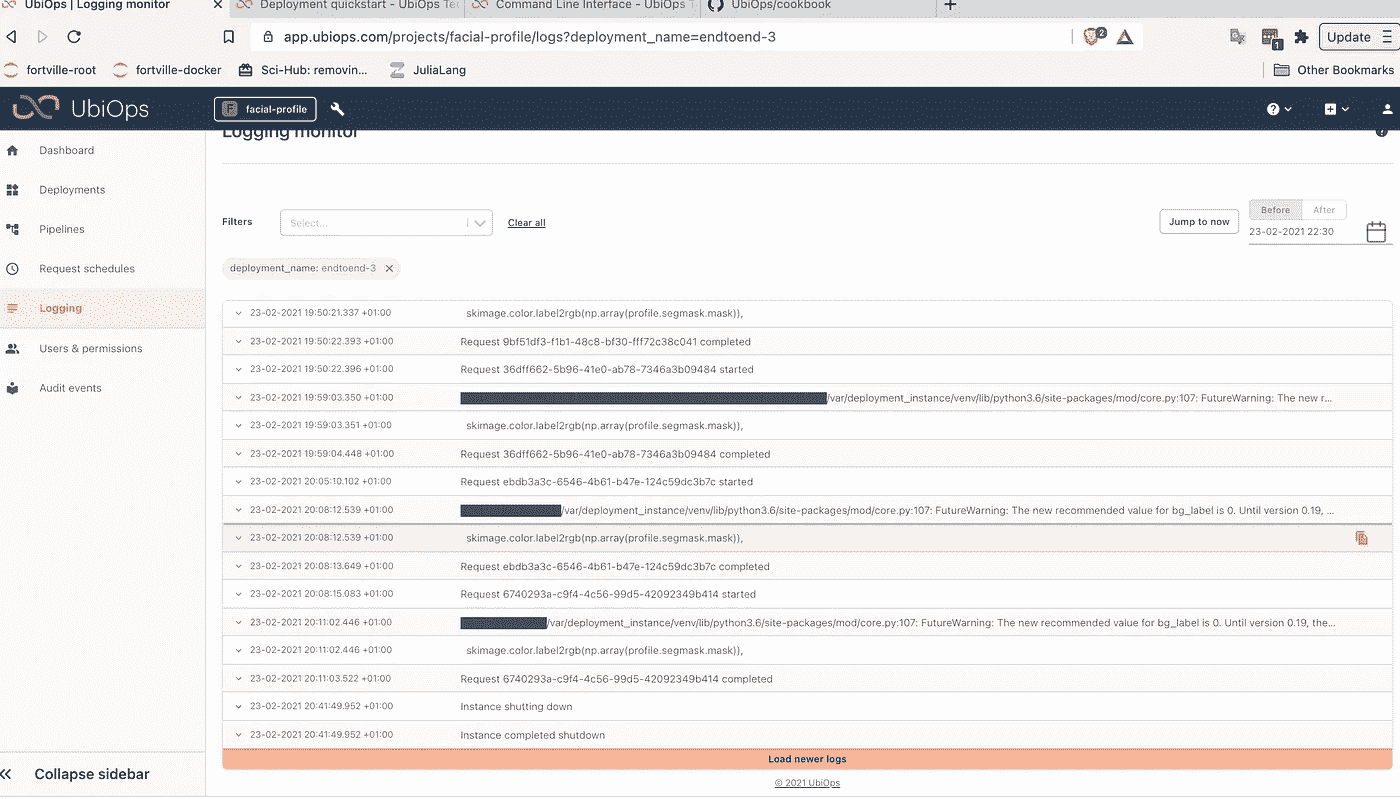 UbiOps | Logging monitor
Deployment quickstart - UbiOps Te
Command Line Interface - UbiOps T
UbiOps/cookbook
app.ubiops.com/projects/facial-profile/logs?deployment_name=endtoend-3
2
1
Update
fortville-root
fortville-docker
Sci-Hub: removin...
JuliaLang
Other Bookmarks
UbiOps
F
facial-profile
Logging monitor
Dashboard
Deployments
Pipelines
Request schedules
Logging
Users & permissions
Audit events
Collapse sidebar
Filters
Select...
Clear all
Jump to now
Before
After
23-02-2021 22:30
deployment_name: endtoend-3
23-02-2021 19:50:21.337 +01:00 skimage.color.label2rgb(np.array(profile.segmask.mask)),
23-02-2021 19:50:22.393 +01:00 Request 9bf51df3-f1b1-48c8-bf30-fff72c38c041 completed
23-02-2021 19:50:22.396 +01:00 Request 36dff662-5b96-41e0-ab78-7346a3b09484 started
23-02-2021 19:59:03.350 +01:00 /var/deployment_instance/venv/lib/python3.6/site-packages/mod/core.py:107: FutureWarning: The new r...
23-02-2021 19:59:03.351 +01:00 skimage.color.label2rgb(np.array(profile.segmask.mask)),
23-02-2021 19:59:04.448 +01:00 Request 36dff662-5b96-41e0-ab78-7346a3b09484 completed
23-02-2021 20:05:10.102 +01:00 Request ebdb3a3c-6546-4b61-b47e-124c59dc3b7c started
23-02-2021 20:08:12.539 +01:00 /var/deployment_instance/venv/lib/python3.6/site-packages/mod/core.py:107: FutureWarning: The new recommended value for bg_label is 0. Until version 0.19, ...
23-02-2021 20:08:12.539 +01:00 skimage.color.label2rgb(np.array(profile.segmask.mask)),
23-02-2021 20:08:13.649 +01:00 Request ebdb3a3c-6546-4b61-b47e-124c59dc3b7c completed
23-02-2021 20:08:15.083 +01:00 Request 6740293a-c9f4-4c56-99d5-42092349b414 started
23-02-2021 20:11:02.446 +01:00 /var/deployment_instance/venv/lib/python3.6/site-packages/mod/core.py:107: FutureWarning: The new recommended value for bg_label is 0. Until version 0.19, the...
23-02-2021 20:11:02.446 +01:00 skimage.color.label2rgb(np.array(profile.segmask.mask)),
23-02-2021 20:11:03.522 +01:00 Request 6740293a-c9f4-4c56-99d5-42092349b414 completed
23-02-2021 20:41:49.952 +01:00 Instance shutting down
23-02-2021 20:41:49.952 +01:00 Instance completed shutdown
Load newer logs
© 2021 UbiOps